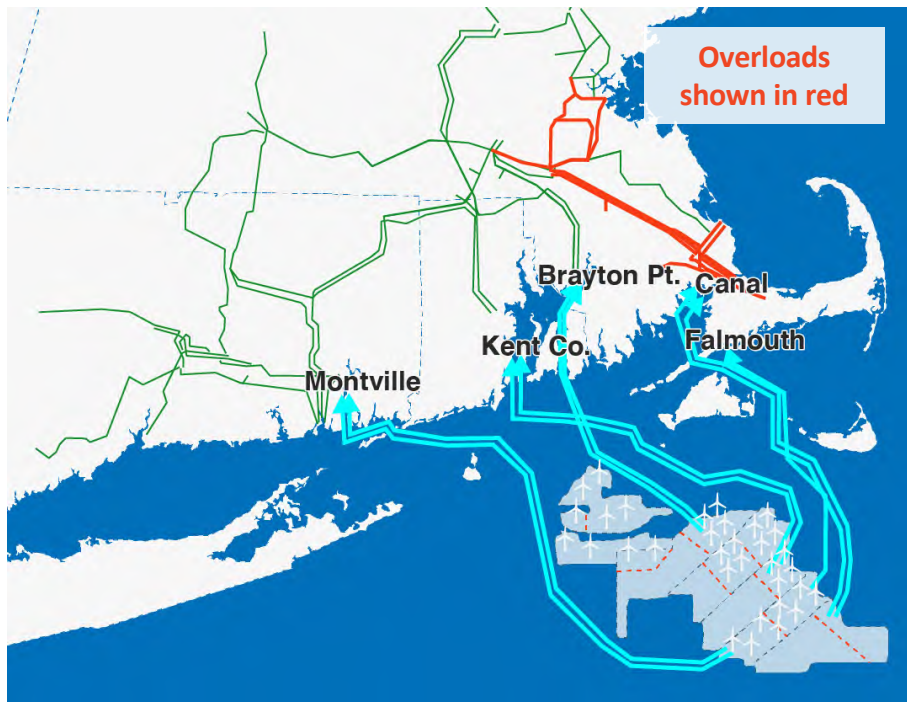 Overloads
shown in red
Brayton Pt.
Canal
Kent Co.
Falmouth
Montville